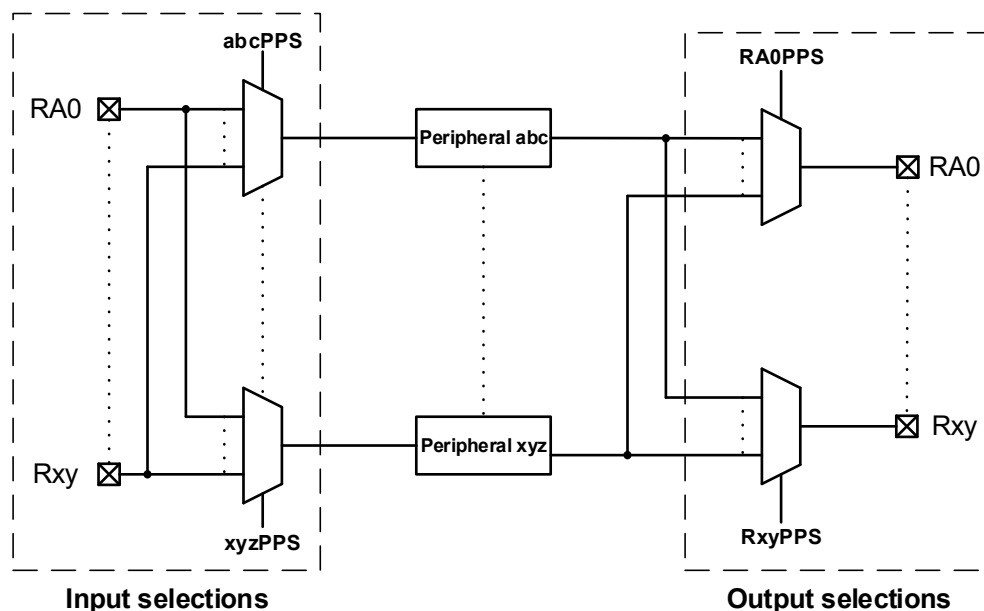 abcPPS
RA0PPS
RA0
Peripheral abc
RA0
Rxy
Peripheral xyz
Rxy
xyzPPS
RxyPPS
Input selections
Output selections